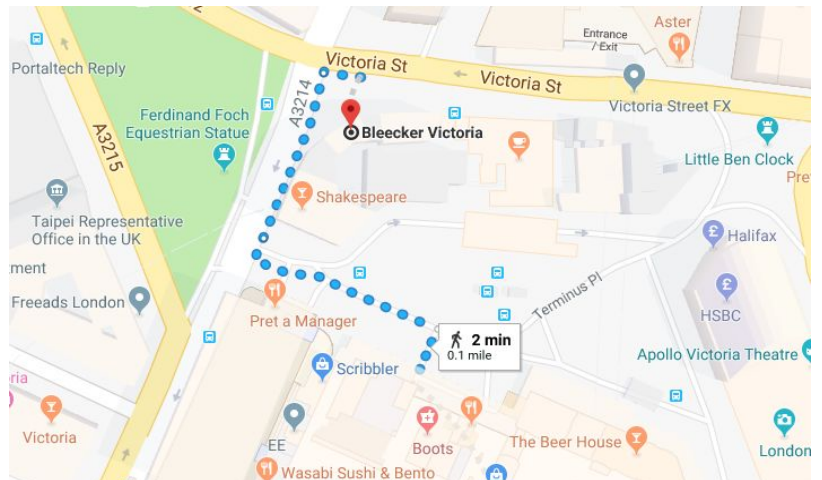 Aster
Entrance
/ Exit
Victoria St
Victoria St
Portaltech Reply
A3214
Victoria Street FX
Ferdinand Foch
Equestrian Statue
A3215
Bleecker Victoria
Little Ben Clock
Pre
Shakespeare
Taipei Representative
Office in the UK
Halifax
ment
Freeads London
Terminus Pl
HSBC
Pret a Manager
2 min
0.1 mile
Apollo Victoria Theatre
Scribbler
ria
Victoria
EE
Boots
The Beer House
London
Wasabi Sushi & Bento